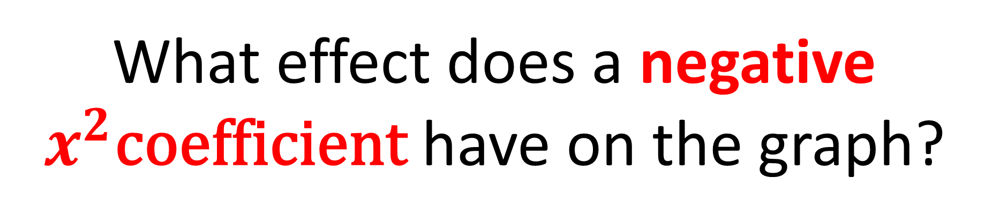 What effect does a negative
x² coefficient have on the graph?